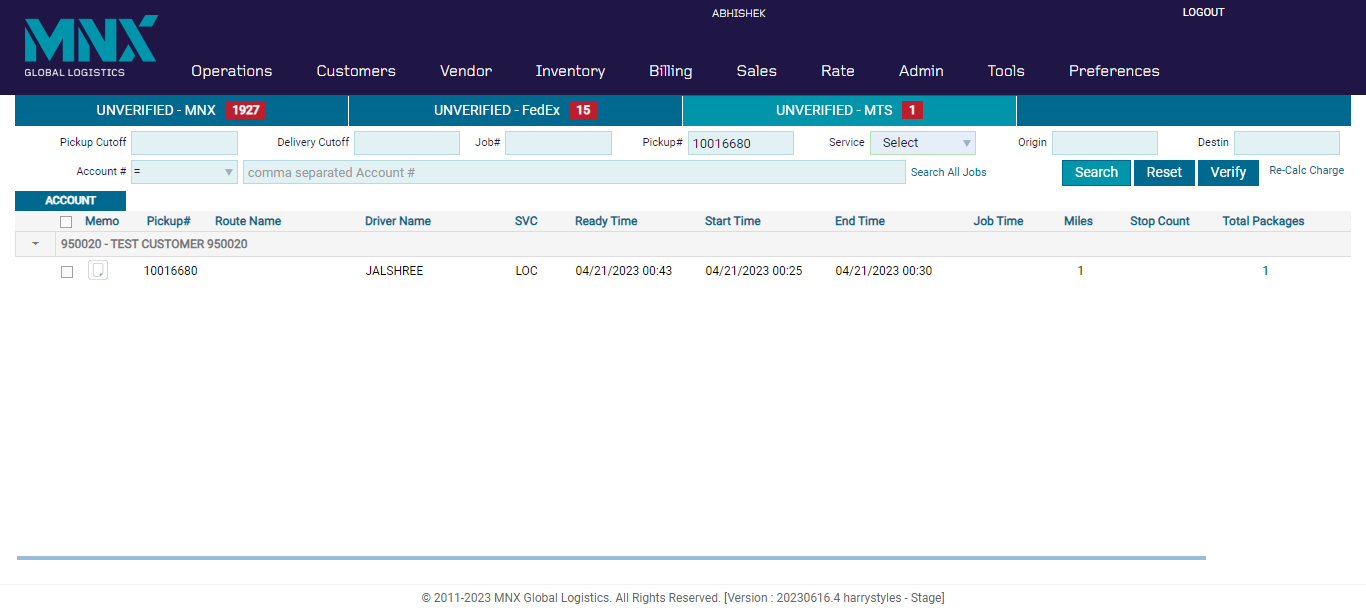 ABHISHEK LOGOUT
MNX
GLOBAL LOGISTICS
Operations Customers Vendor Inventory Billing Sales Rate Admin Tools Preferences
UNVERIFIED - MNX 1927 UNVERIFIED - FedEx 15 UNVERIFIED - MTS 1
Pickup Cutoff Delivery Cutoff Job# Pickup# 10016680 Service Select Origin Destin
Account # = comma separated Account # Search All Jobs Search Reset Verify Re-Calc Charge
ACCOUNT
Memo Pickup# Route Name Driver Name SVC Ready Time Start Time End Time Job Time Miles Stop Count Total Packages
950020 - TEST CUSTOMER 950020
10016680 JALSHREE LOC 04/21/2023 00:43 04/21/2023 00:25 04/21/2023 00:30 1 1
© 2011-2023 MNX Global Logistics. All Rights Reserved. [Version : 20230616.4 harrystyles - Stage]